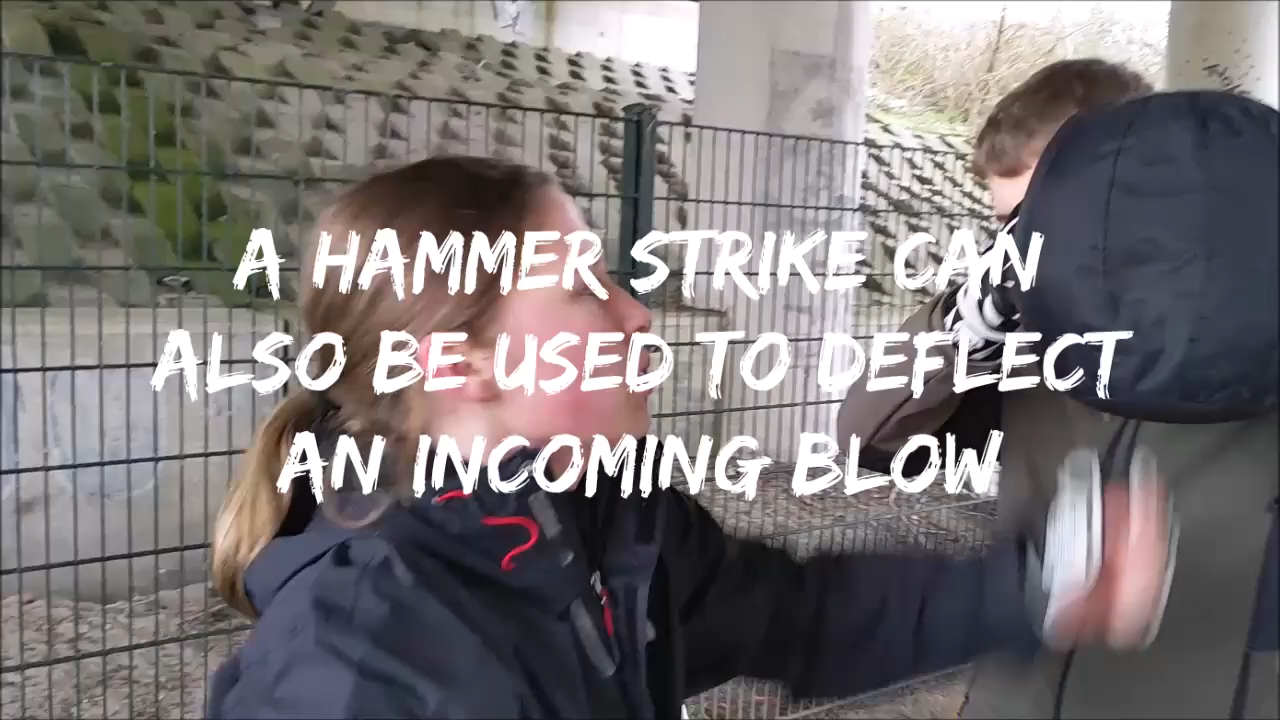 A HAMMER STRIKE CAN
ALSO BE USED TO DEFLECT
AN INCOMING BLOW